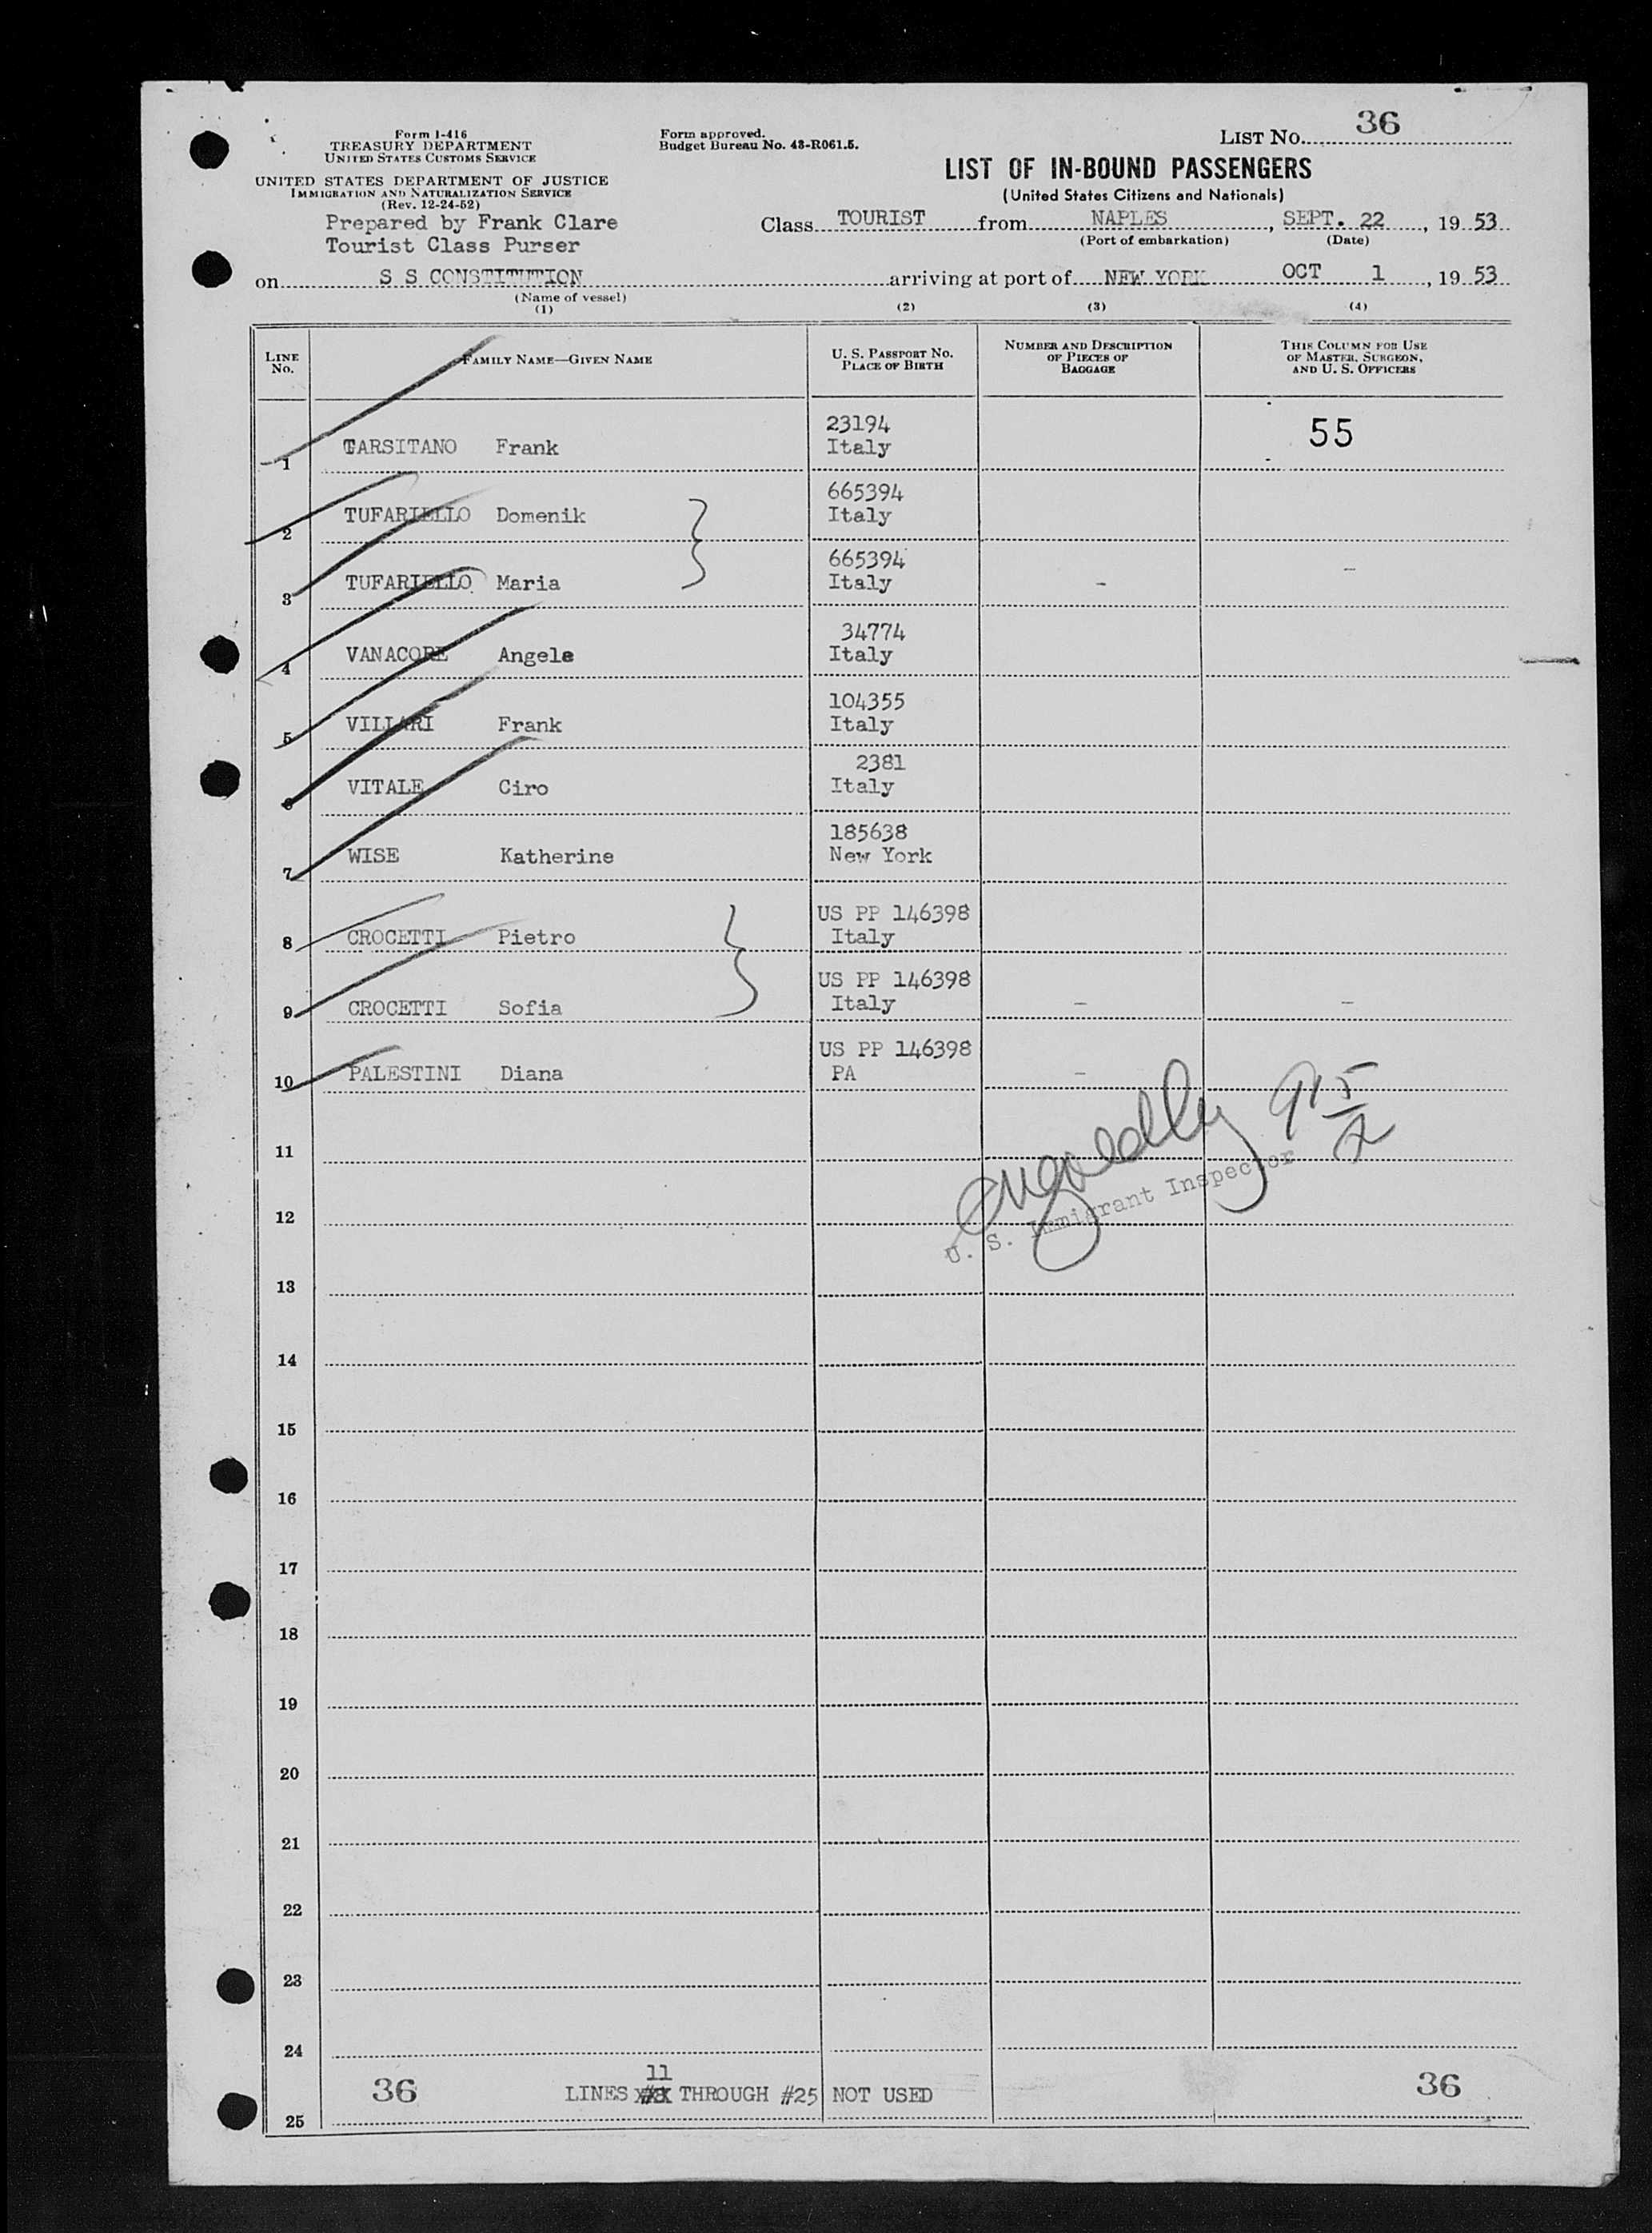 Form I-416
TREASURY DEPARTMENT
UNITED STATES CUSTOMS SERVICE
UNITED STATES DEPARTMENT OF JUSTICE
IMMIGRATION AND NATURALIZATION SERVICE
(Rev. 12-24-52)
Prepared by Frank Clare
Tourist Class Purser
Form approved.
Budget Bureau No. 43-R061.5.
LIST No. 36
LIST OF IN-BOUND PASSENGERS
(United States Citizens and Nationals)
Class TOURIST from NAPLES, SEPT. 22, 19 53
(Port of embarkation) (Date)
on S S CONSTITUTION arriving at port of NEW YORK OCT 1, 19 53
(Name of vessel)
(1) (2) (3) (4)
LINE No. FAMILY NAME—GIVEN NAME U. S. PASSPORT No. PLACE OF BIRTH NUMBER AND DESCRIPTION OF PIECES OF BAGGAGE THIS COLUMN FOR USE OF MASTER, SURGEON, AND U. S. OFFICERS
23194 55
1 TARSITANO Frank Italy
665394
2 TUFARIELLO Domenik Italy
665394
3 TUFARIELLO Maria Italy - -
34774
4 VANACORE Angele Italy
104355
5 VILLARI Frank Italy
2381
6 VITALE Ciro Italy
185638
7 WISE Katherine New York
US PP 146398
8 CROCETTI Pietro Italy
US PP 146398
9 CROCETTI Sofia Italy - -
US PP 146398
10 PALESTINI Diana PA -
11
U. S. Immigrant Inspector
12
13
14
15
16
17
18
19
20
21
22
23
24
11
36 LINES THROUGH #25 NOT USED 36
25